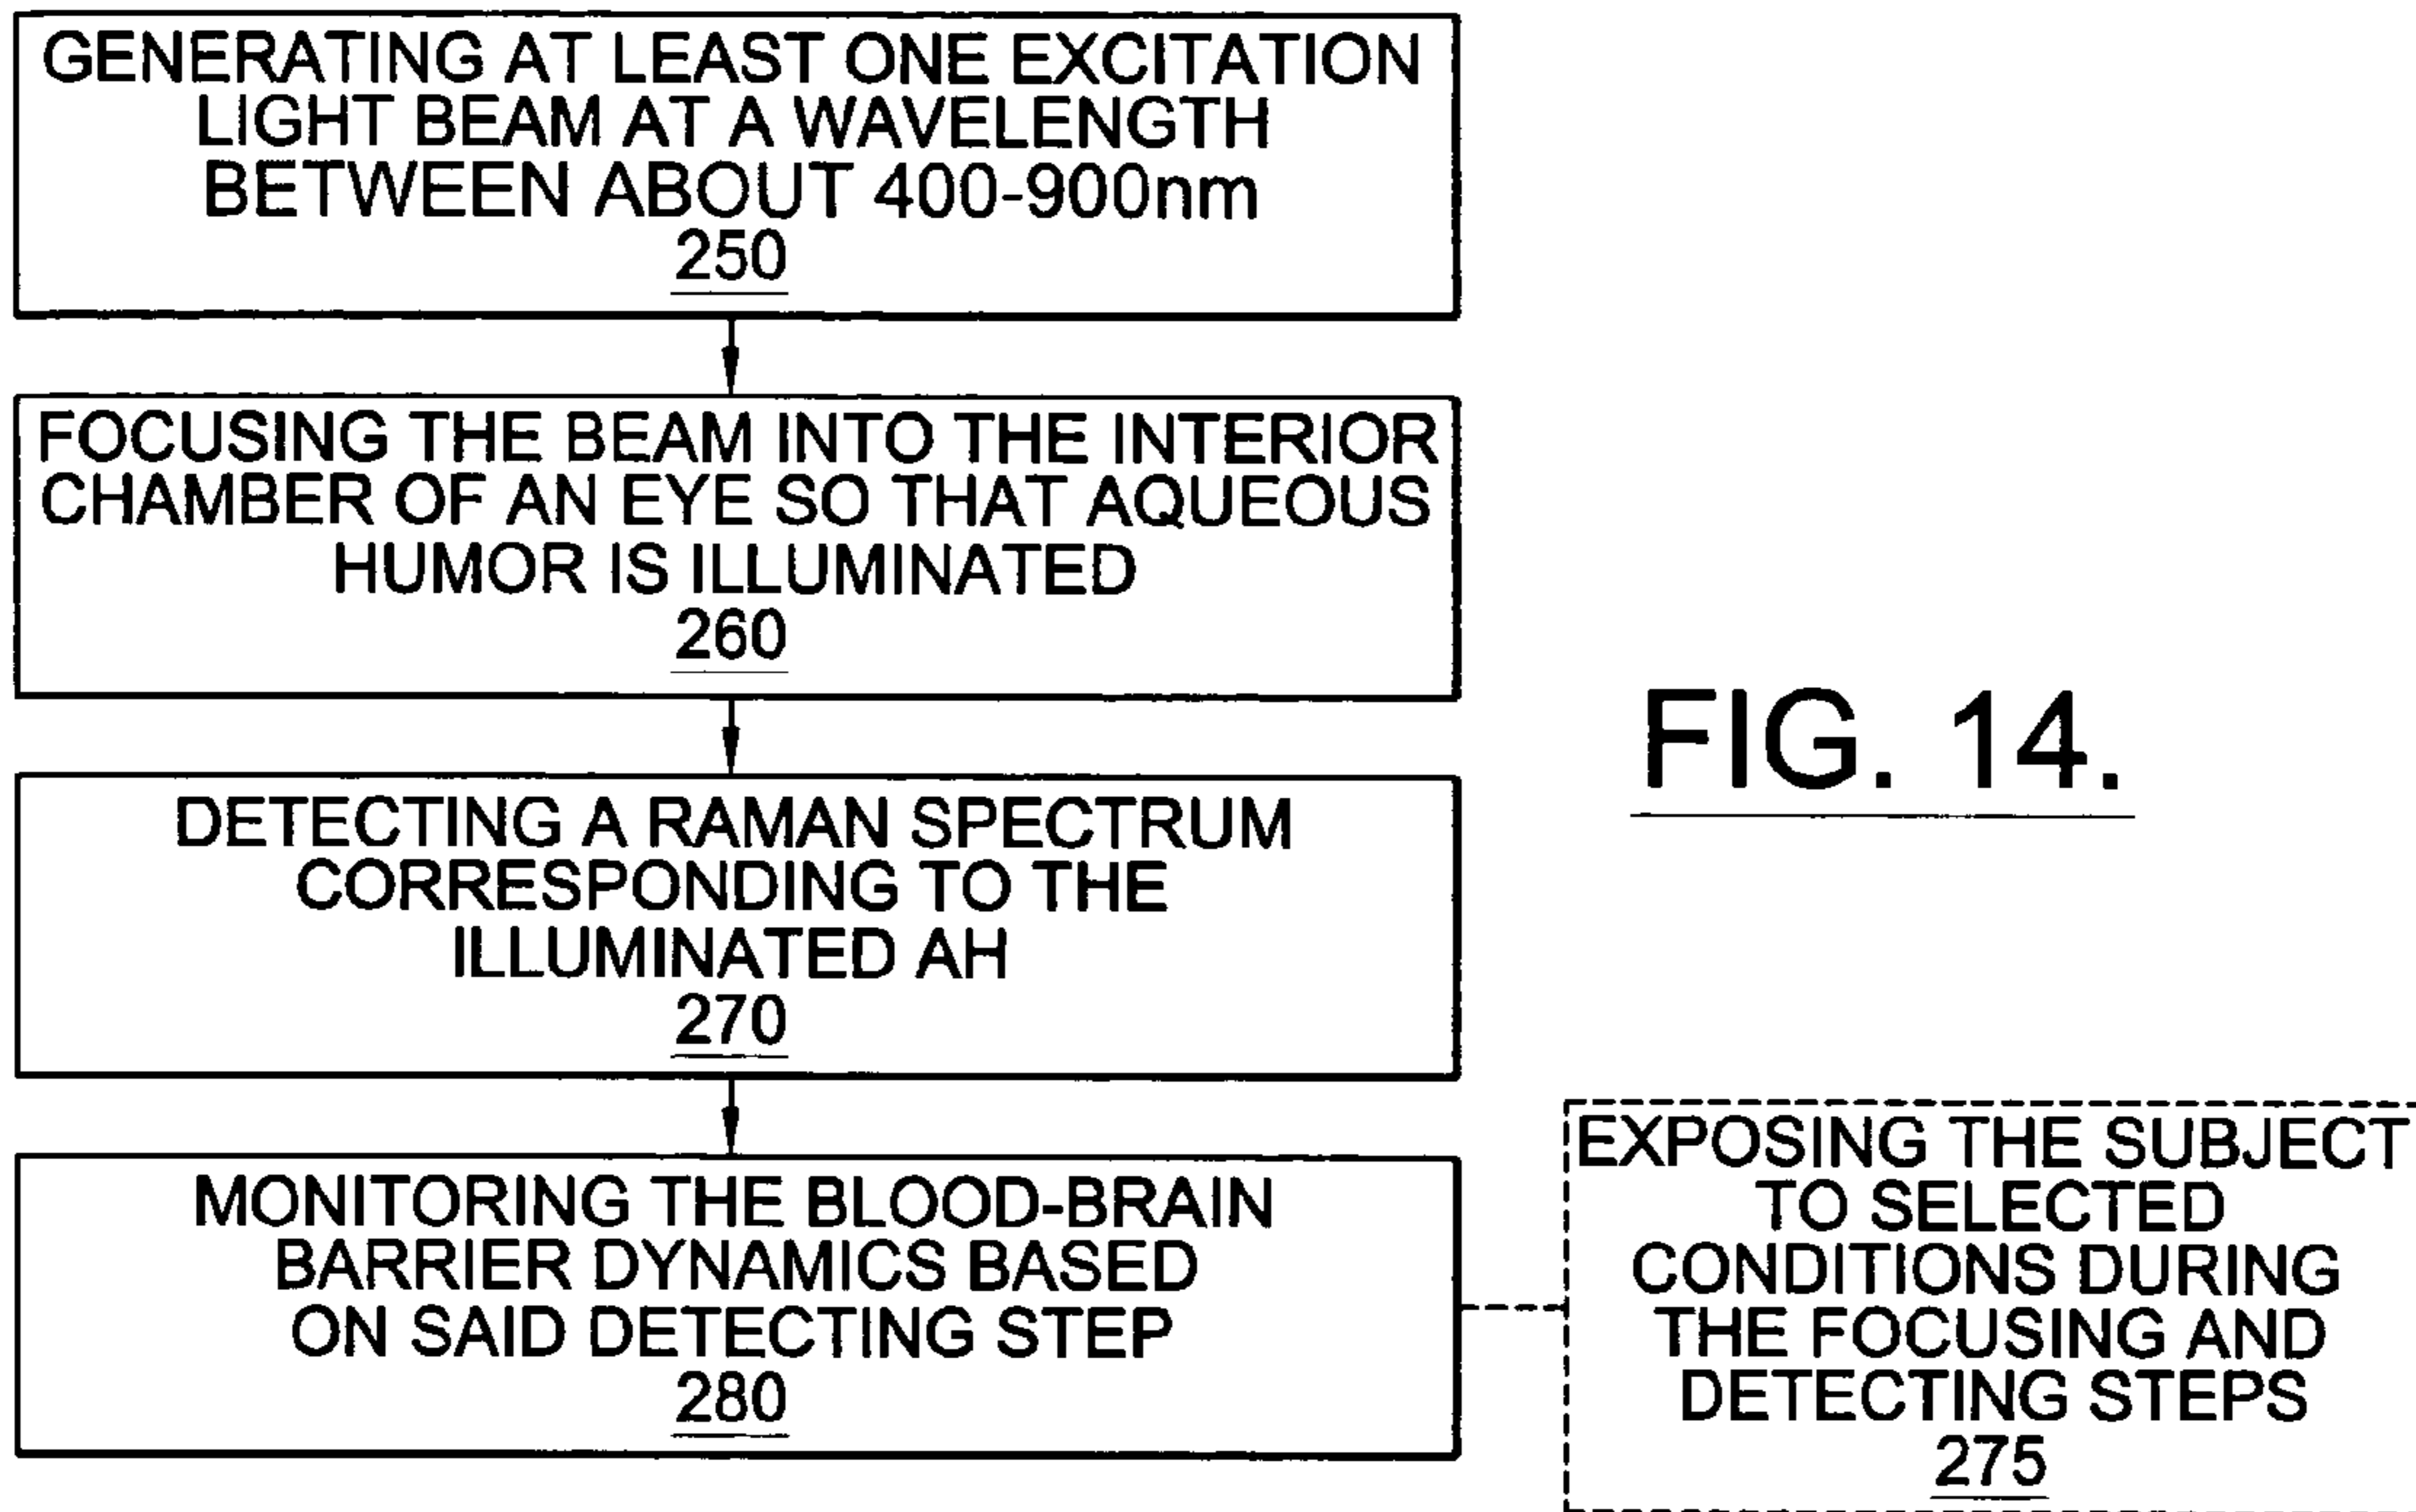 GENERATING AT LEAST ONE EXCITATION
LIGHT BEAM AT A WAVELENGTH
BETWEEN ABOUT 400-900nm
250
FOCUSING THE BEAM INTO THE INTERIOR
CHAMBER OF AN EYE SO THAT AQUEOUS
HUMOR IS ILLUMINATED
260
DETECTING A RAMAN SPECTRUM
CORRESPONDING TO THE
ILLUMINATED AH
270
MONITORING THE BLOOD-BRAIN
BARRIER DYNAMICS BASED
ON SAID DETECTING STEP
280
EXPOSING THE SUBJECT
TO SELECTED
CONDITIONS DURING
THE FOCUSING AND
DETECTING STEPS
275
FIG. 14.